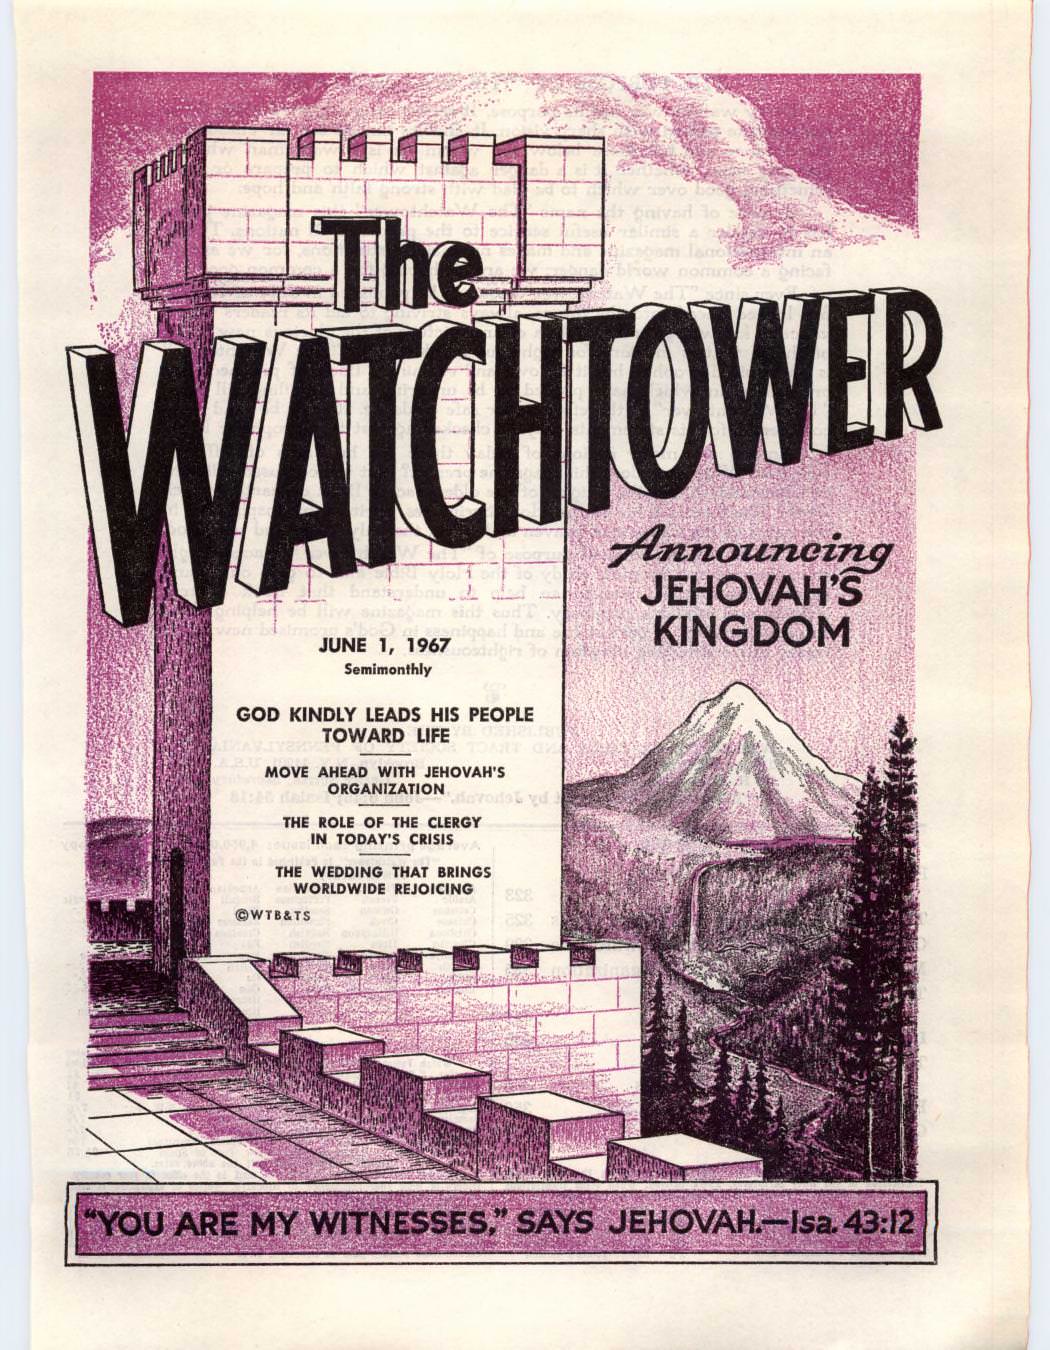 The
WATCHTOWER
Announcing
JEHOVAH'S
KINGDOM
JUNE 1, 1967
Semimonthly
GOD KINDLY LEADS HIS PEOPLE
TOWARD LIFE
MOVE AHEAD WITH JEHOVAH'S
ORGANIZATION
THE ROLE OF THE CLERGY
IN TODAY'S CRISIS
THE WEDDING THAT BRINGS
WORLDWIDE REJOICING
©WTB&TS
"YOU ARE MY WITNESSES," SAYS JEHOVAH.—Isa. 43:12